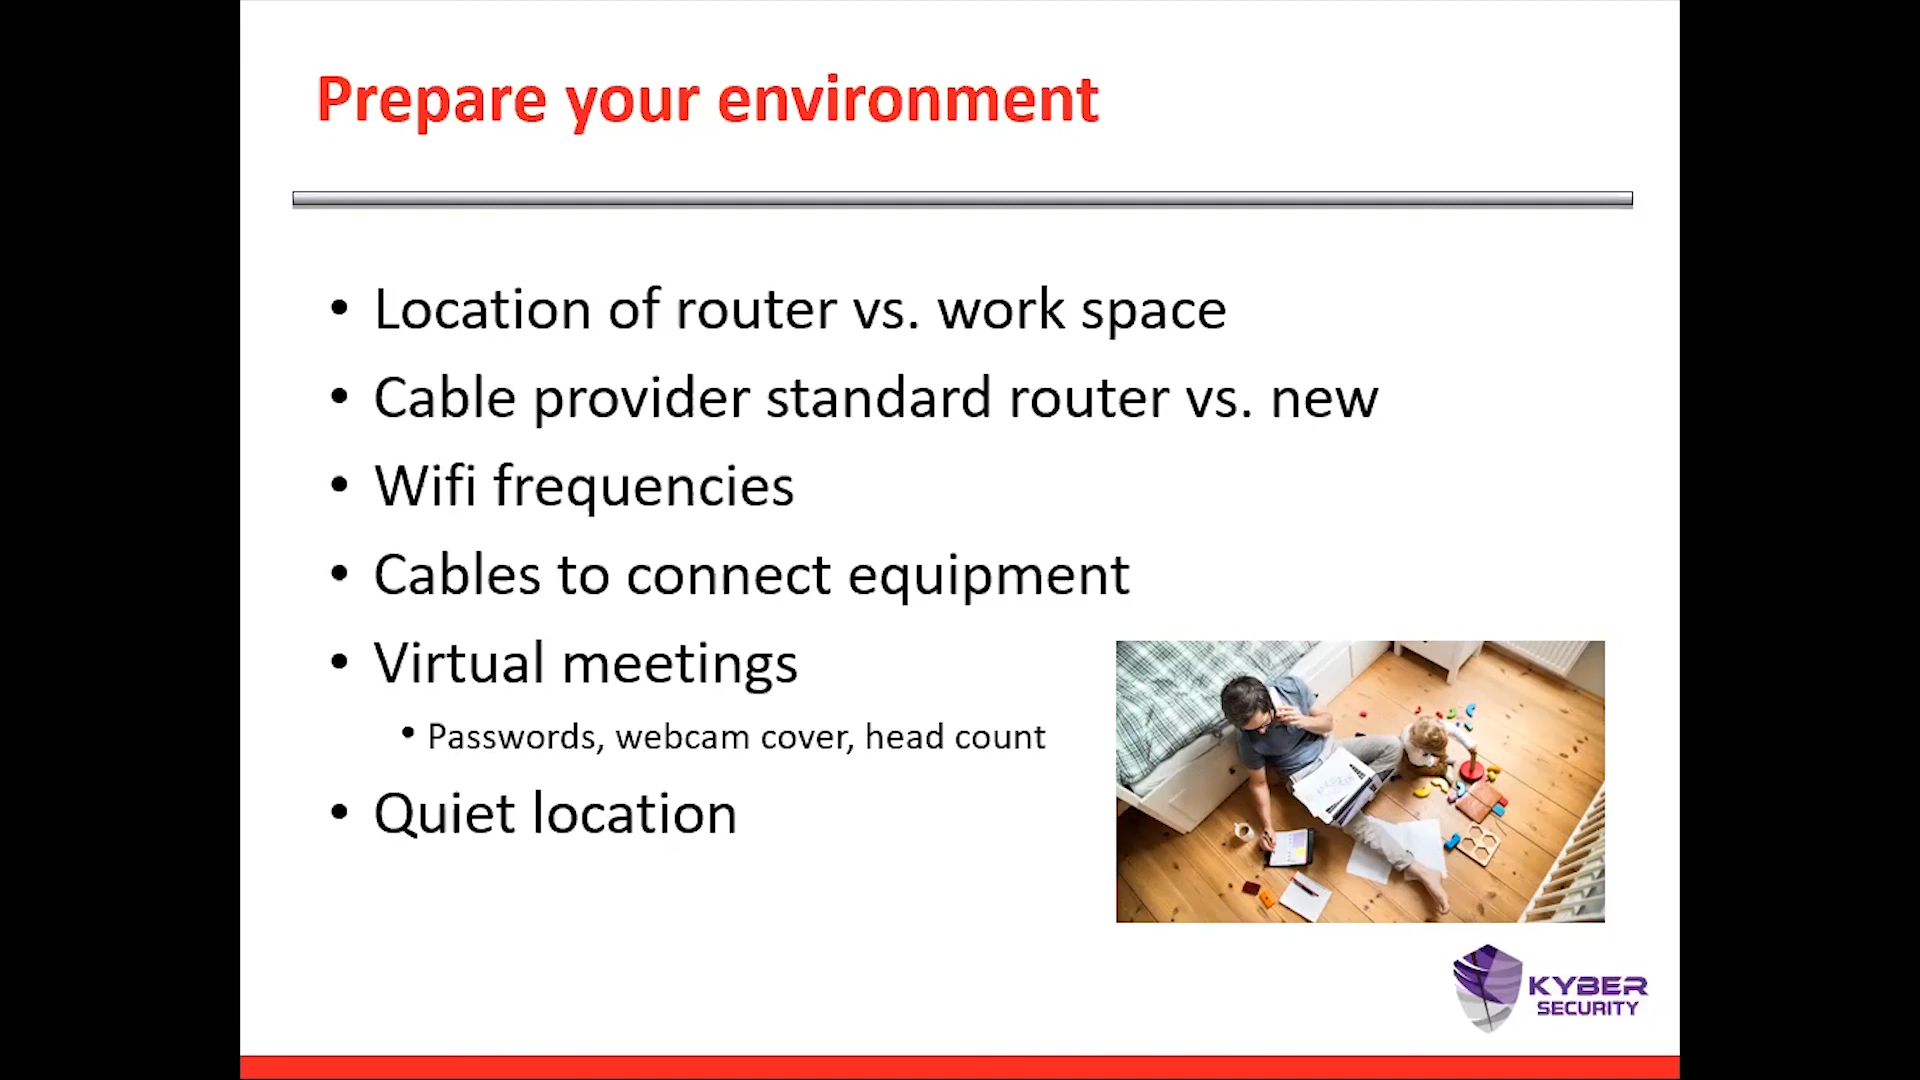 Prepare your environment
• Location of router vs. work space
• Cable provider standard router vs. new
• Wifi frequencies
• Cables to connect equipment
• Virtual meetings
• Passwords, webcam cover, head count
• Quiet location
KYBER
SECURITY